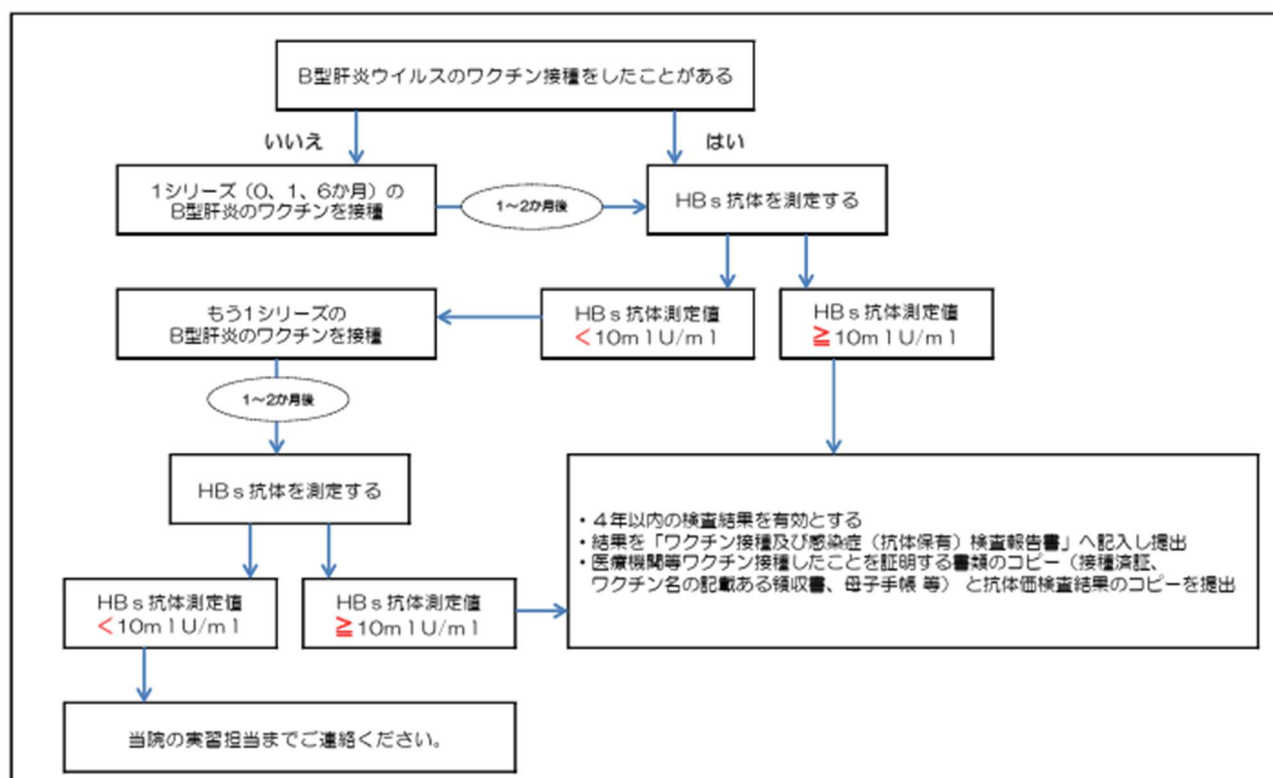 B型肝炎ウイルスのワクチン接種をしたことがある
いいえ
はい
1シリーズ（0、1、6か月）の
B型肝炎のワクチンを接種
1～2か月後
HBs抗体を測定する
もう1シリーズの
B型肝炎のワクチンを接種
HBs抗体測定値
＜10mlU/ml
HBs抗体測定値
≧10mlU/ml
1～2か月後
HBs抗体を測定する
・4年以内の検査結果を有効とする
・結果を「ワクチン接種及び感染症（抗体保有）検査報告書」へ記入し提出
・医療機関等ワクチン接種したことを証明する書類のコピー（接種済証、
ワクチン名の記載ある領収書、母子手帳 等） と抗体価検査結果のコピーを提出
HBs抗体測定値
＜10mlU/ml
HBs抗体測定値
≧10mlU/ml
当院の実習担当までご連絡ください。